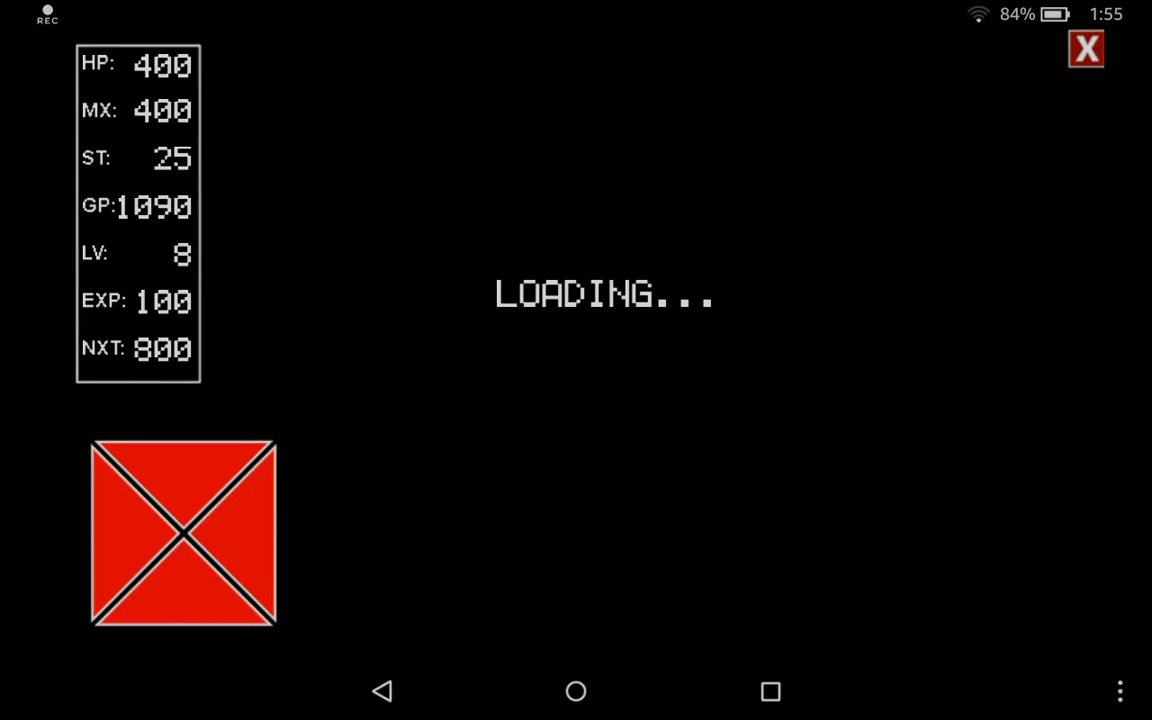 REC
84% 1:55
X
HP: 400
MX: 400
ST: 25
GP:1090
LV: 8
EXP: 100
NXT: 800
LOADING...